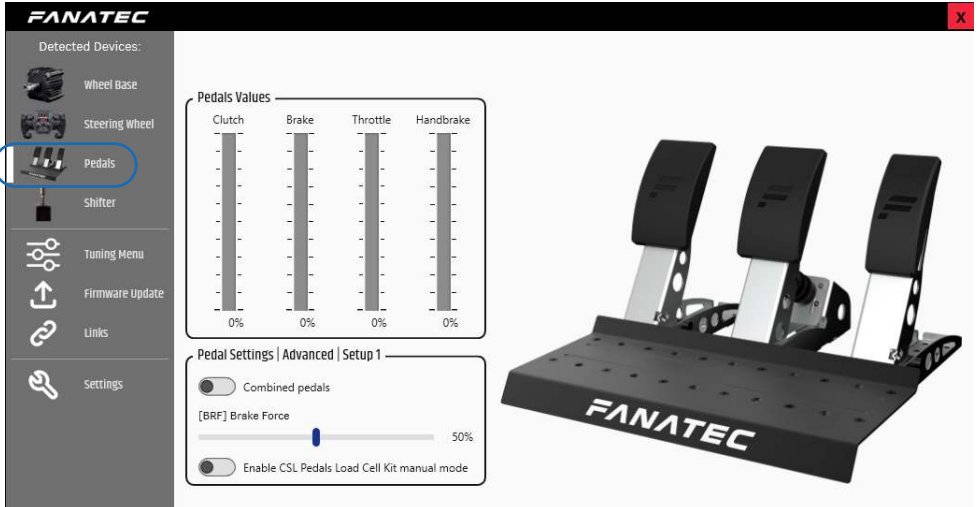 FANATEC
X
Detected Devices:
Wheel Base
Steering Wheel
Pedals
Shifter
Tuning Menu
Firmware Update
Links
Settings
Pedals Values
Clutch Brake Throttle Handbrake
0% 0% 0% 0%
Pedal Settings | Advanced | Setup 1
Combined pedals
[BRF] Brake Force
50%
Enable CSL Pedals Load Cell Kit manual mode
FANATEC